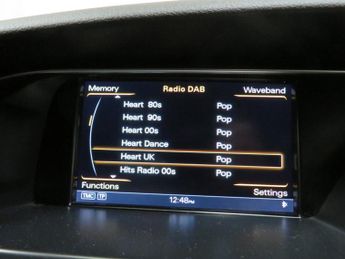 Memory Radio DAB Waveband
Heart 80s Pop
Heart 90s Pop
Heart 00s Pop
Heart Dance Pop
Heart UK Pop
Hits Radio 00s Pop
Functions Settings
TMC TP 12:48PM